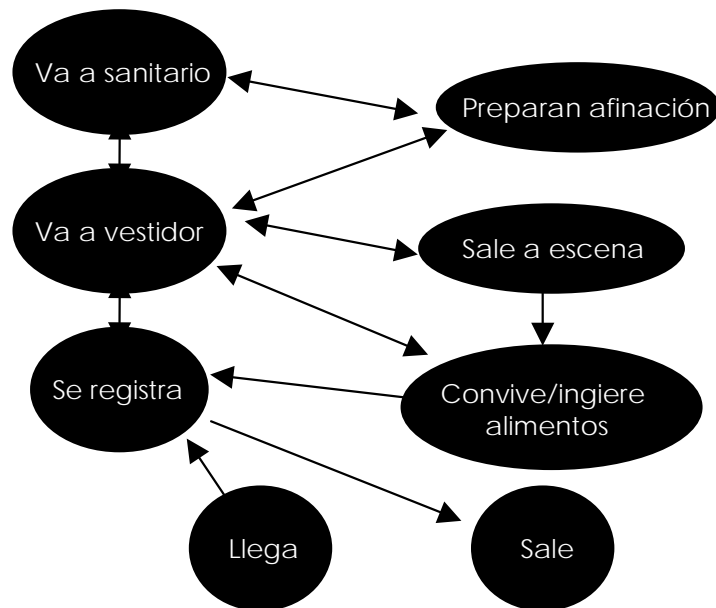 Va a sanitario
Preparan afinación
Va a vestidor
Sale a escena
Se registra
Convive/ingiere
alimentos
Llega
Sale